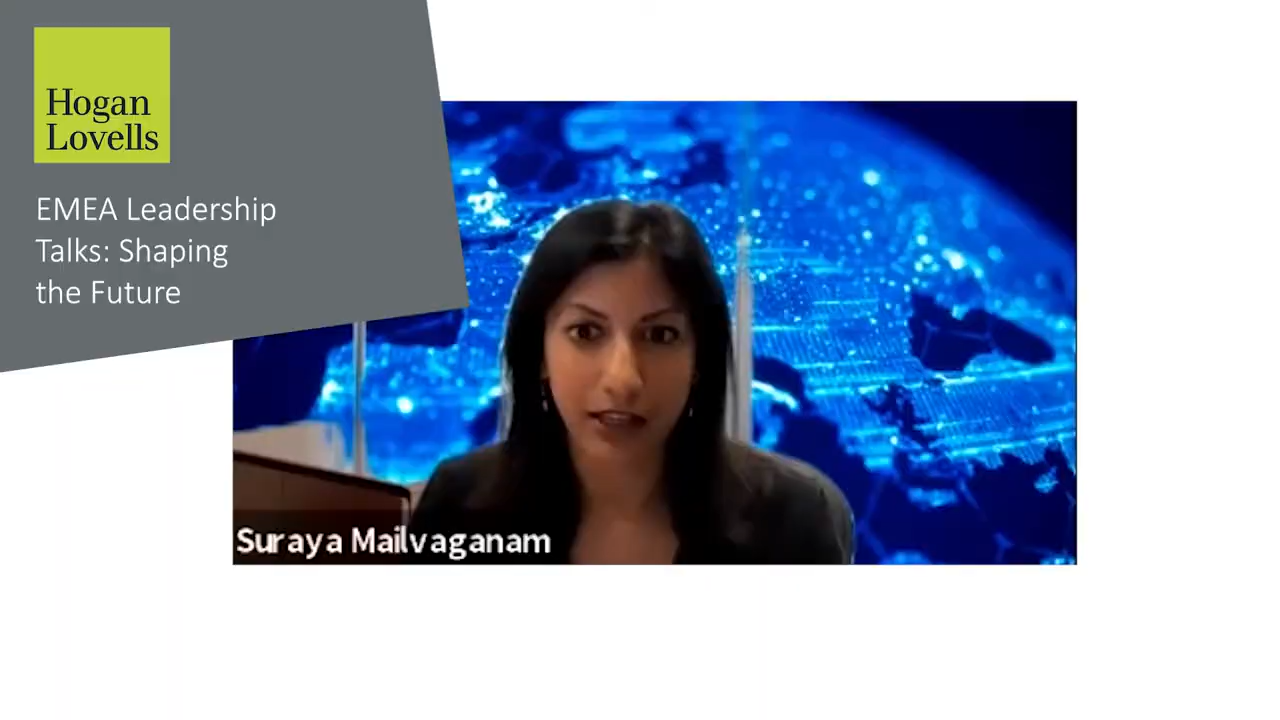 Hogan
Lovells
EMEA Leadership
Talks: Shaping
the Future
Suraya Mailvaganam